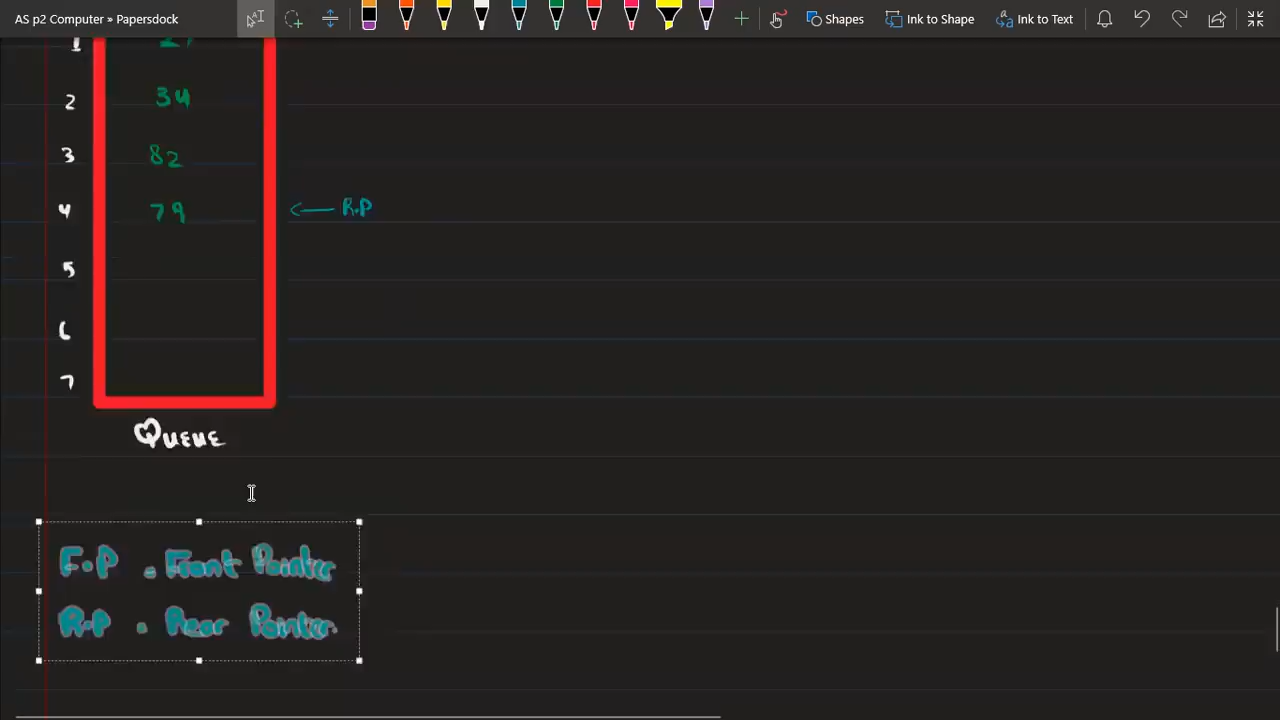 AS p2 Computer » Papersdock Shapes Ink to Shape Ink to Text
1
2 34
3 82
4 79 R.P
5
6
7
Queue
F.P . Front Pointer
R.P . Rear Pointer.